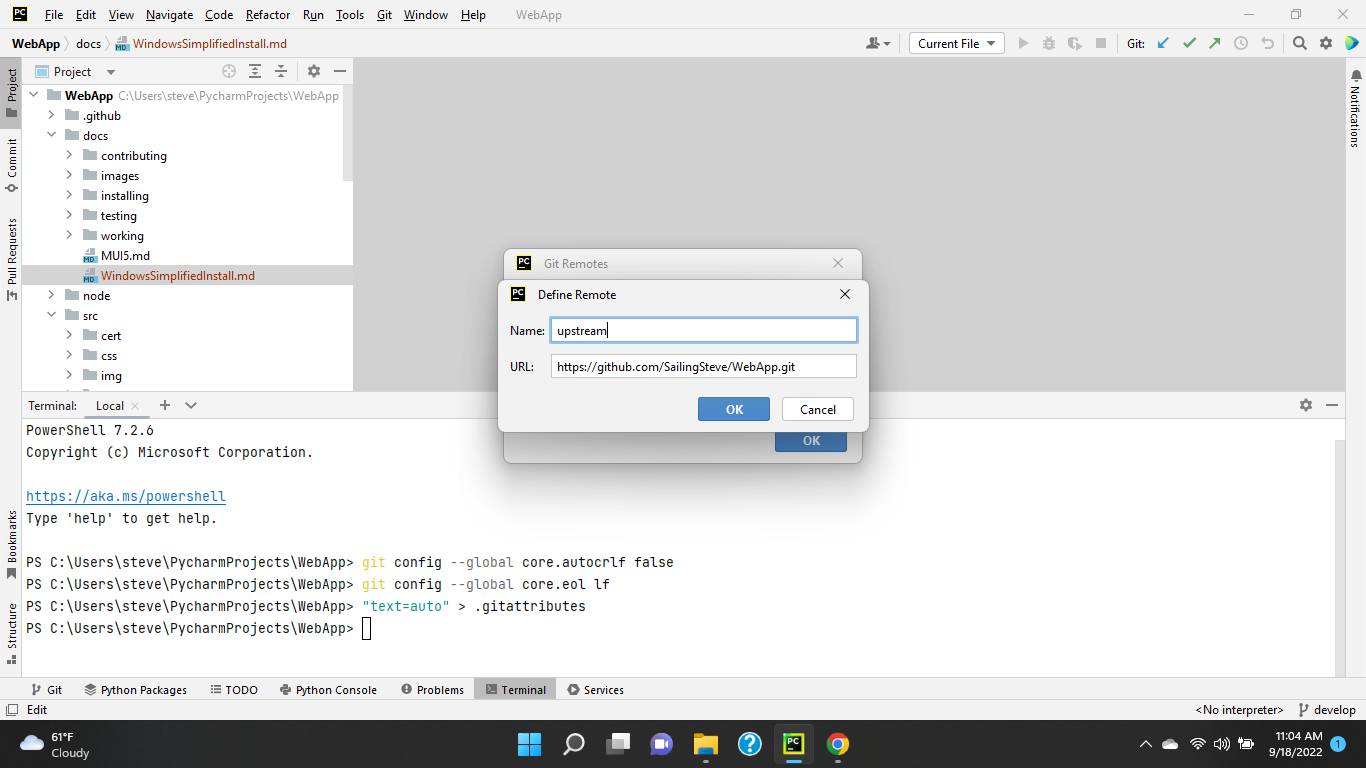 PC File Edit View Navigate Code Refactor Run Tools Git Window Help WebApp
WebApp docs WindowsSimplifiedInstall.md Current File Git:
Project
WebApp C:\Users\steve\PycharmProjects\WebApp
.github
docs
contributing
images
installing
testing
working
MUI5.md
WindowsSimplifiedInstall.md
node
src
cert
css
img
Project
Commit
Pull Requests
Bookmarks
Structure
Notifications
PC Git Remotes
PC Define Remote
Name: upstream
URL: https://github.com/SailingSteve/WebApp.git
OK Cancel
OK
Terminal: Local
PowerShell 7.2.6
Copyright (c) Microsoft Corporation.
https://aka.ms/powershell
Type 'help' to get help.
PS C:\Users\steve\PycharmProjects\WebApp> git config --global core.autocrlf false
PS C:\Users\steve\PycharmProjects\WebApp> git config --global core.eol lf
PS C:\Users\steve\PycharmProjects\WebApp> "text=auto" > .gitattributes
PS C:\Users\steve\PycharmProjects\WebApp>
Git Python Packages TODO Python Console Problems Terminal Services
Edit <No interpreter> develop
61°F
Cloudy
PC
11:04 AM
9/18/2022
1